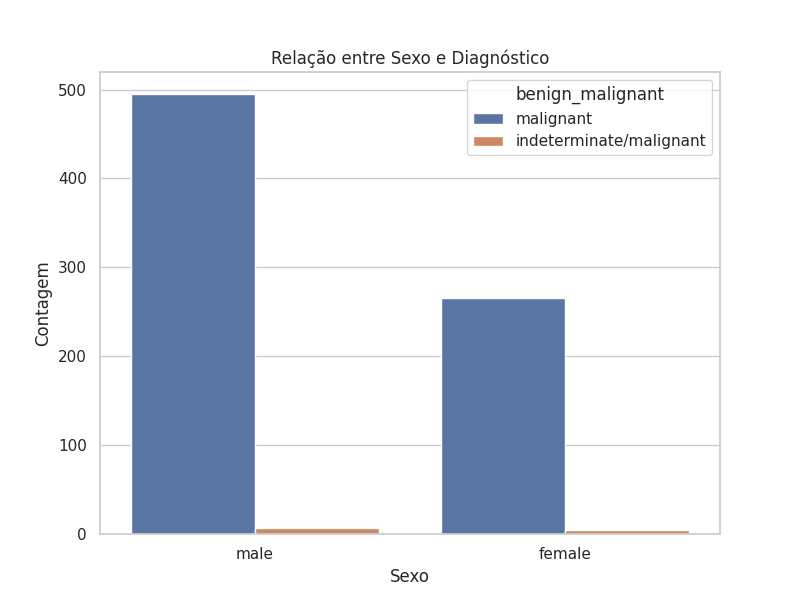 Relação entre Sexo e Diagnóstico
benign_malignant
malignant
indeterminate/malignant
500
400
300
200
100
0
Contagem
male
female
Sexo